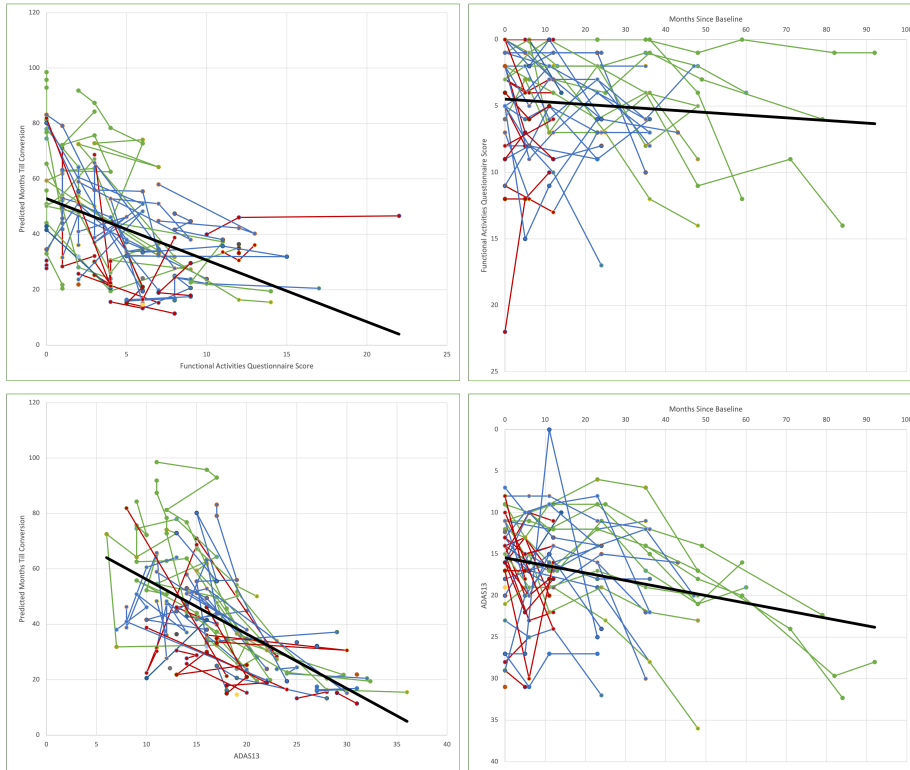 120
100
80
60
40
20
0
Predicted Months Till Conversion
0 5 10 15 20 25
Functional Activities Questionnaire Score
Months Since Baseline
0 10 20 30 40 50 60 70 80 90 100
0
5
10
15
20
25
Functional Activities Questionnaire Score
120
100
80
60
40
20
0
Predicted Months Till Conversion
0 5 10 15 20 25 30 35 40
ADAS13
Months Since Baseline
0 10 20 30 40 50 60 70 80 90 100
0
5
10
15
20
25
30
35
40
ADAS13